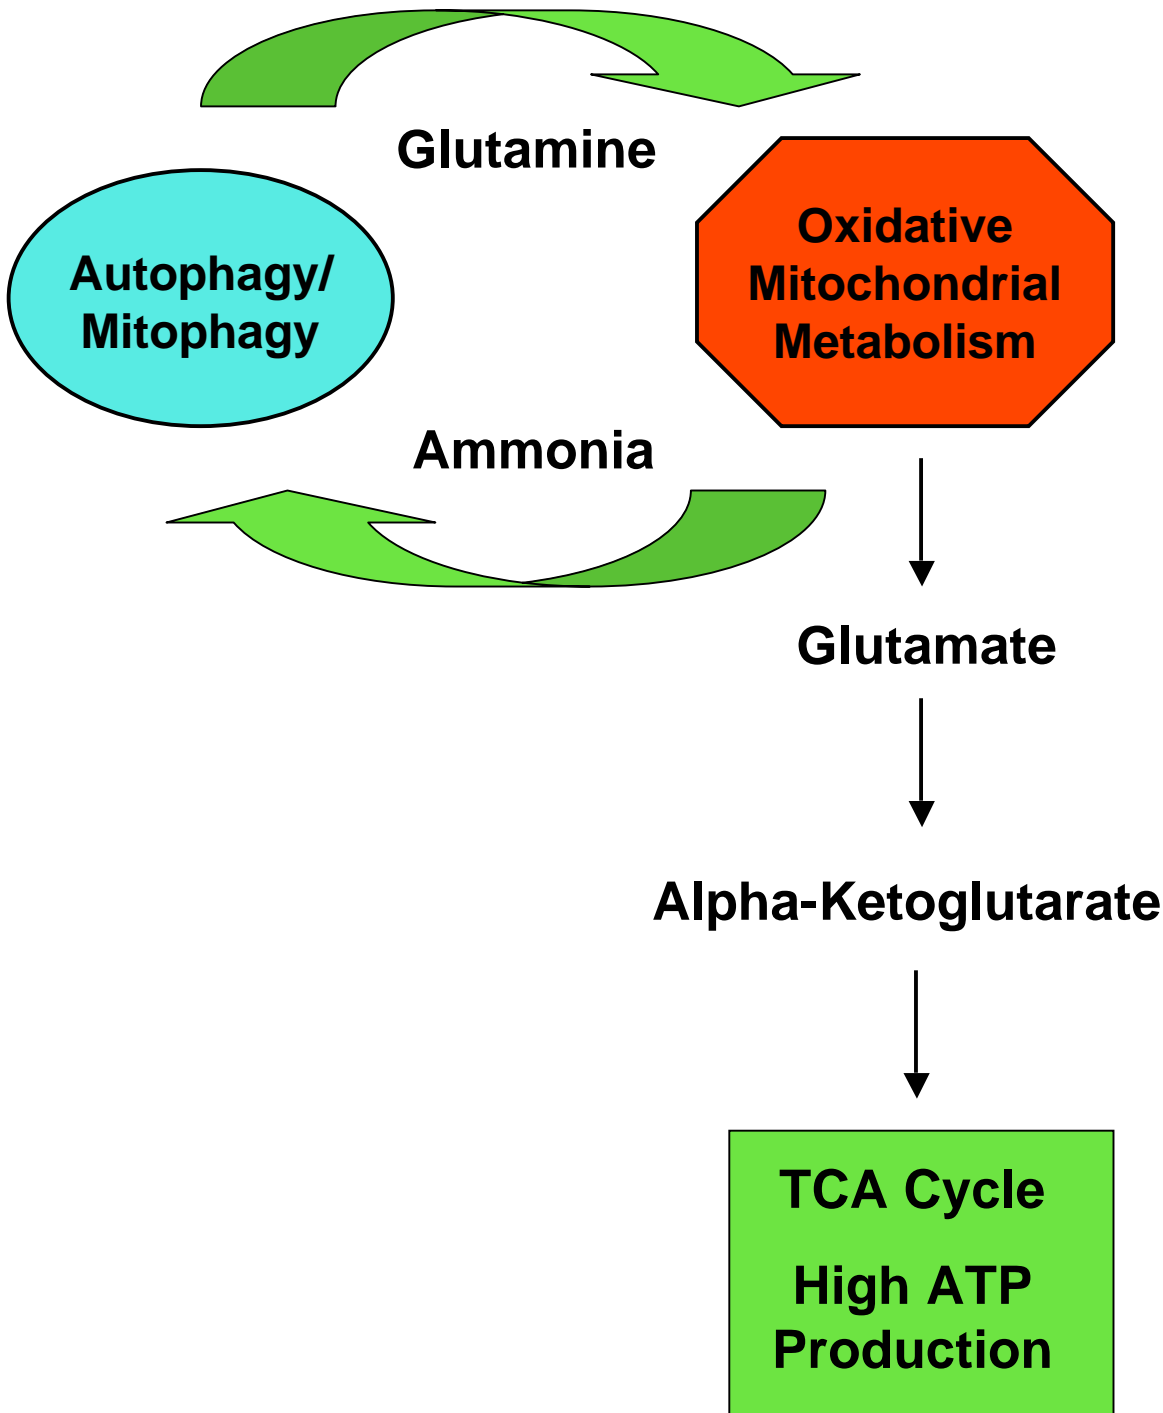 Glutamine
Autophagy/
Mitophagy
Oxidative
Mitochondrial
Metabolism
Ammonia
Glutamate
Alpha-Ketoglutarate
TCA Cycle
High ATP
Production